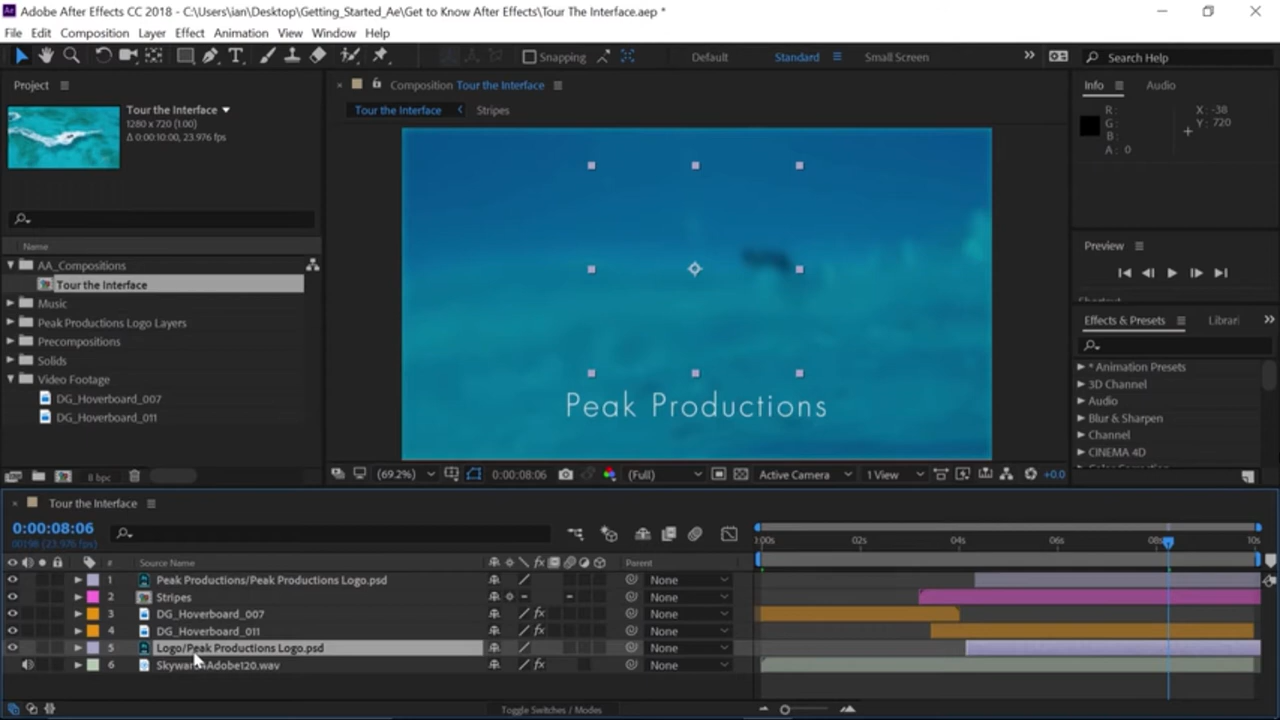 Adobe After Effects CC 2018 - C:\Users\ian\Desktop\Getting_Started_Ae\Get to Know After Effects\Tour The Interface.aep *
File Edit Composition Layer Effect Animation View Window Help
Snapping Default Standard Small Screen Search Help
Project
Tour the Interface
1280 x 720 (1.00)
Δ 0:00:10:00, 23.976 fps
Name
AA_Compositions
Tour the Interface
Music
Peak Productions Logo Layers
Precompositions
Solids
Video Footage
DG_Hoverboard_007
DG_Hoverboard_011
8 bpc
Composition Tour the Interface
Tour the Interface Stripes
Peak Productions
(69.2%) 0:00:08:06 (Full) Active Camera 1 View +0.0
Info Audio
R: X: -38
G: Y: 720
B:
A: 0
Preview
Effects & Presets Librari
* Animation Presets
3D Channel
Audio
Blur & Sharpen
Channel
CINEMA 4D
Tour the Interface
0:00:08:06
00198 (23.976 fps)
:00s 02s 04s 06s 08s 10s
# Source Name fx Parent
1 Peak Productions/Peak Productions Logo.psd None
2 Stripes None
3 DG_Hoverboard_007 fx None
4 DG_Hoverboard_011 fx None
5 Logo/Peak Productions Logo.psd None
6 Adobe120.wav fx None
Toggle Switches / Modes